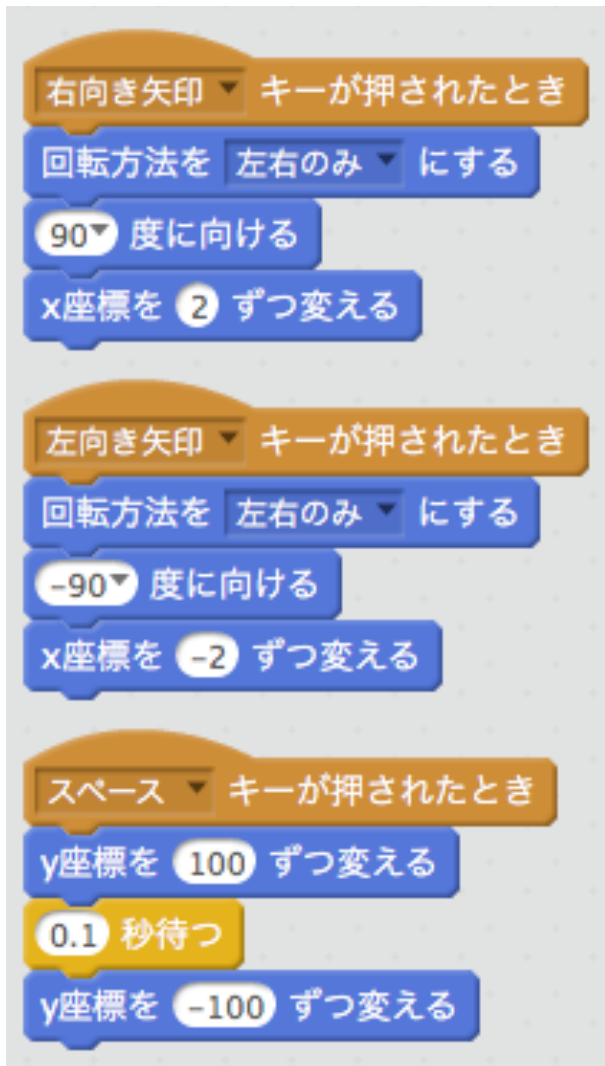 右向き矢印 キーが押されたとき
回転方法を 左右のみ にする
90 度に向ける
x座標を 2 ずつ変える
左向き矢印 キーが押されたとき
回転方法を 左右のみ にする
-90 度に向ける
x座標を -2 ずつ変える
スペース キーが押されたとき
y座標を 100 ずつ変える
0.1 秒待つ
y座標を -100 ずつ変える